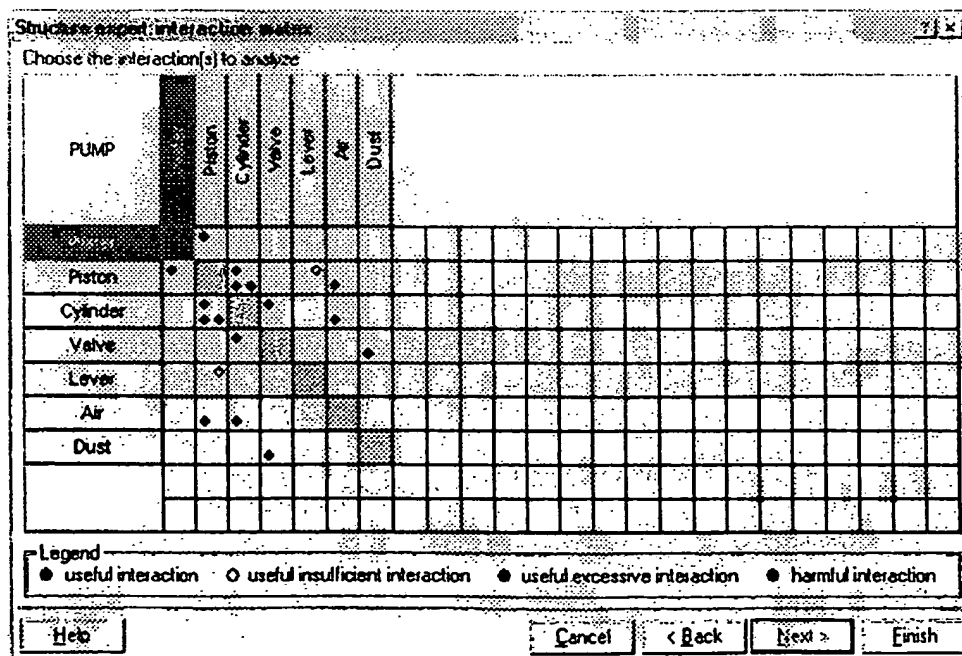 Structure expert: interaction matrix
Choose the interaction(s) to analyze
PUMP
Piston
Cylinder
Valve
Lever
Air
Dust
Piston
Cylinder
Valve
Lever
Air
Dust
Legend
useful interaction
useful insufficient interaction
useful excessive interaction
harmful interaction
Help
Cancel
< Back
Next >
Finish